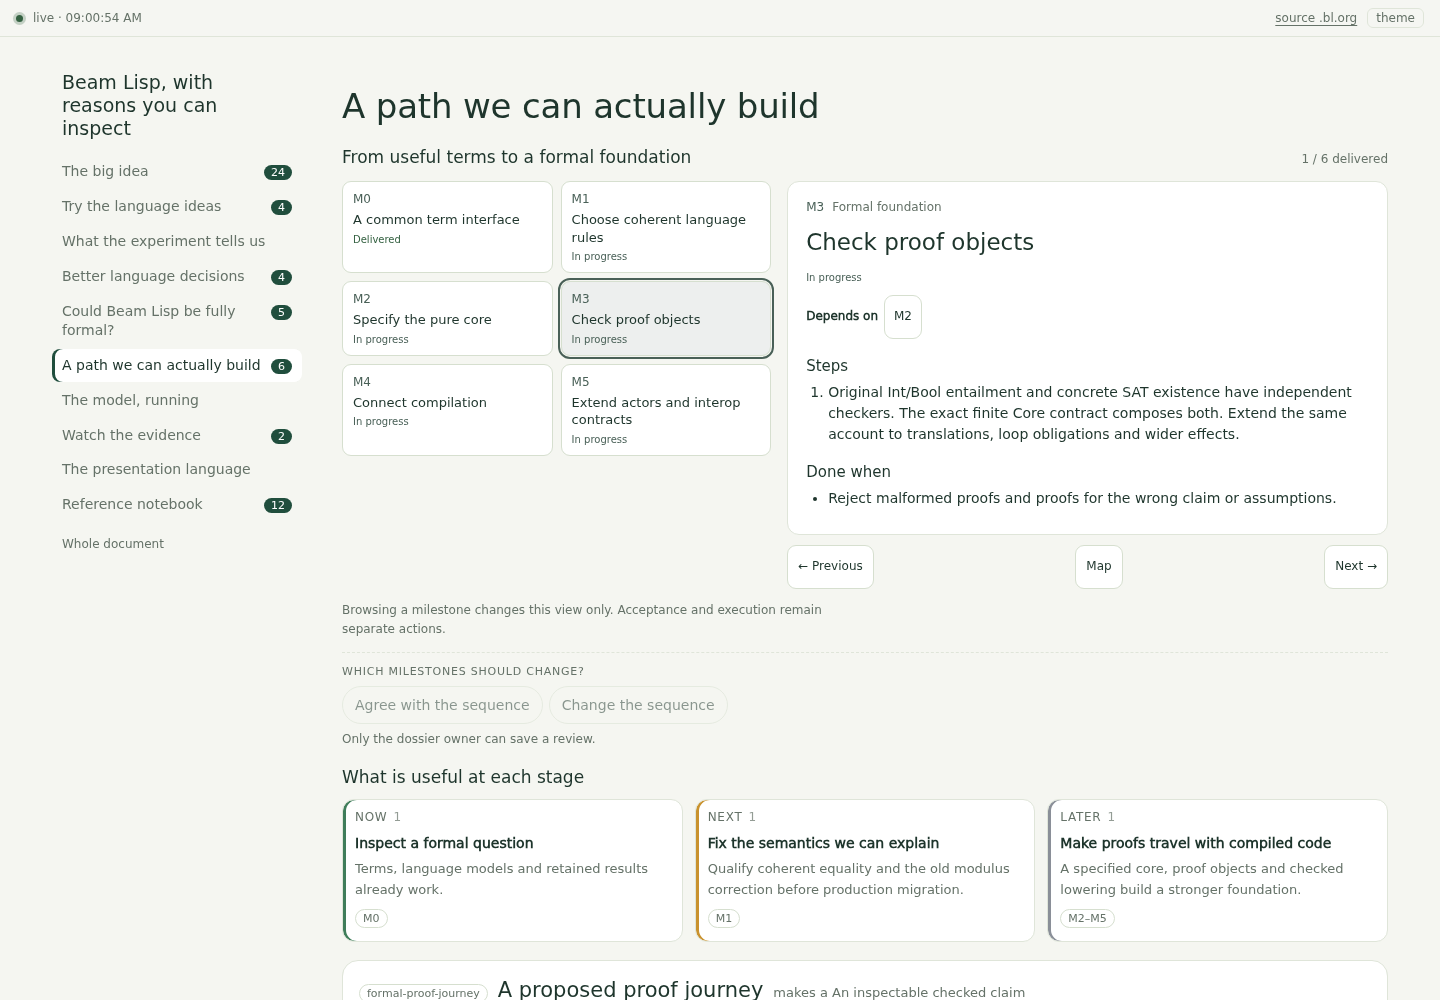 live · 09:00:54 AM
source .bl.org
theme
Beam Lisp, with
reasons you can
inspect
The big idea 24
Try the language ideas 4
What the experiment tells us
Better language decisions 4
Could Beam Lisp be fully 5
formal?
A path we can actually build 6
The model, running
Watch the evidence 2
The presentation language
Reference notebook 12
Whole document
A path we can actually build
From useful terms to a formal foundation
1 / 6 delivered
M0
A common term interface
Delivered
M1
Choose coherent language
rules
In progress
M2
Specify the pure core
In progress
M3
Check proof objects
In progress
M4
Connect compilation
In progress
M5
Extend actors and interop
contracts
In progress
M3 Formal foundation
Check proof objects
In progress
Depends on M2
Steps
1. Original Int/Bool entailment and concrete SAT existence have independent
checkers. The exact finite Core contract composes both. Extend the same
account to translations, loop obligations and wider effects.
Done when
• Reject malformed proofs and proofs for the wrong claim or assumptions.
← Previous
Map
Next →
Browsing a milestone changes this view only. Acceptance and execution remain
separate actions.
WHICH MILESTONES SHOULD CHANGE?
Agree with the sequence
Change the sequence
Only the dossier owner can save a review.
What is useful at each stage
NOW 1
Inspect a formal question
Terms, language models and retained results
already work.
M0
NEXT 1
Fix the semantics we can explain
Qualify coherent equality and the old modulus
correction before production migration.
M1
LATER 1
Make proofs travel with compiled code
A specified core, proof objects and checked
lowering build a stronger foundation.
M2–M5
formal-proof-journey A proposed proof journey makes a An inspectable checked claim